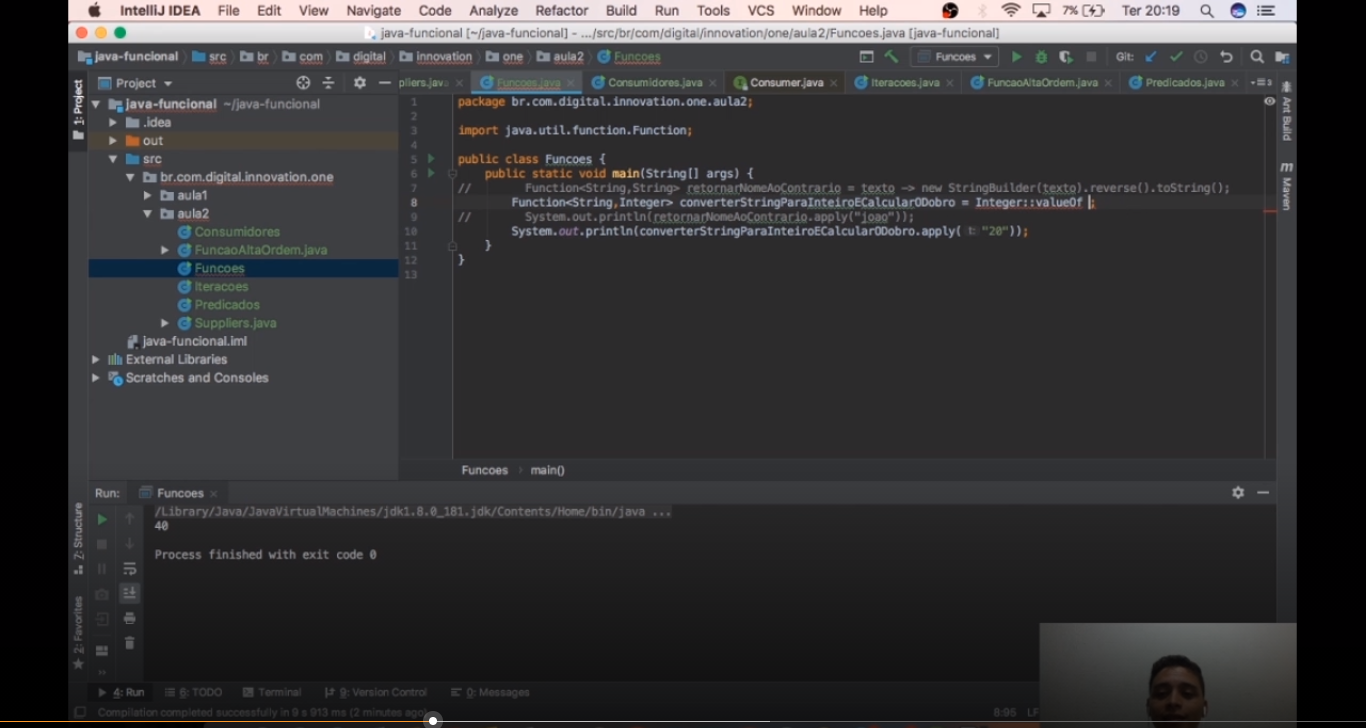 IntelliJ IDEA File Edit View Navigate Code Analyze Refactor Build Run Tools VCS Window Help 7% Ter 20:19
java-funcional [~/java-funcional] - .../src/br/com/digital/innovation/one/aula2/Funcoes.java [java-funcional]
java-funcional src br com digital innovation one aula2 Funcoes Funcoes Git:
1: Project Project pliers.java Funcoes.java Consumidores.java Consumer.java Iteracoes.java FuncaoAltaOrdem.java Predicados.java 3
java-funcional ~/java-funcional
.idea
out
src
br.com.digital.innovation.one
aula1
aula2
Consumidores
FuncaoAltaOrdem.java
Funcoes
Iteracoes
Predicados
Suppliers.java
java-funcional.iml
External Libraries
Scratches and Consoles
1 package br.com.digital.innovation.one.aula2;
2
3 import java.util.function.Function;
4
5 public class Funcoes {
6 public static void main(String[] args) {
7 // Function<String,String> retornarNomeAoContrario = texto -> new StringBuilder(texto).reverse().toString();
8 Function<String,Integer> converterStringParaInteiroECalcularODobro = Integer::valueOf ;
9 // System.out.println(retornarNomeAoContrario.apply("joao"));
10 System.out.println(converterStringParaInteiroECalcularODobro.apply( t: "20"));
11 }
12 }
13
Ant Build
Maven
Funcoes main()
Run: Funcoes
/Library/Java/JavaVirtualMachines/jdk1.8.0_181.jdk/Contents/Home/bin/java ...
40
Process finished with exit code 0
Z: Structure
2: Favorites
4: Run 6: TODO Terminal 9: Version Control 0: Messages
Compilation completed successfully in 9 s 913 ms (2 minutes ago) 8:95 LF